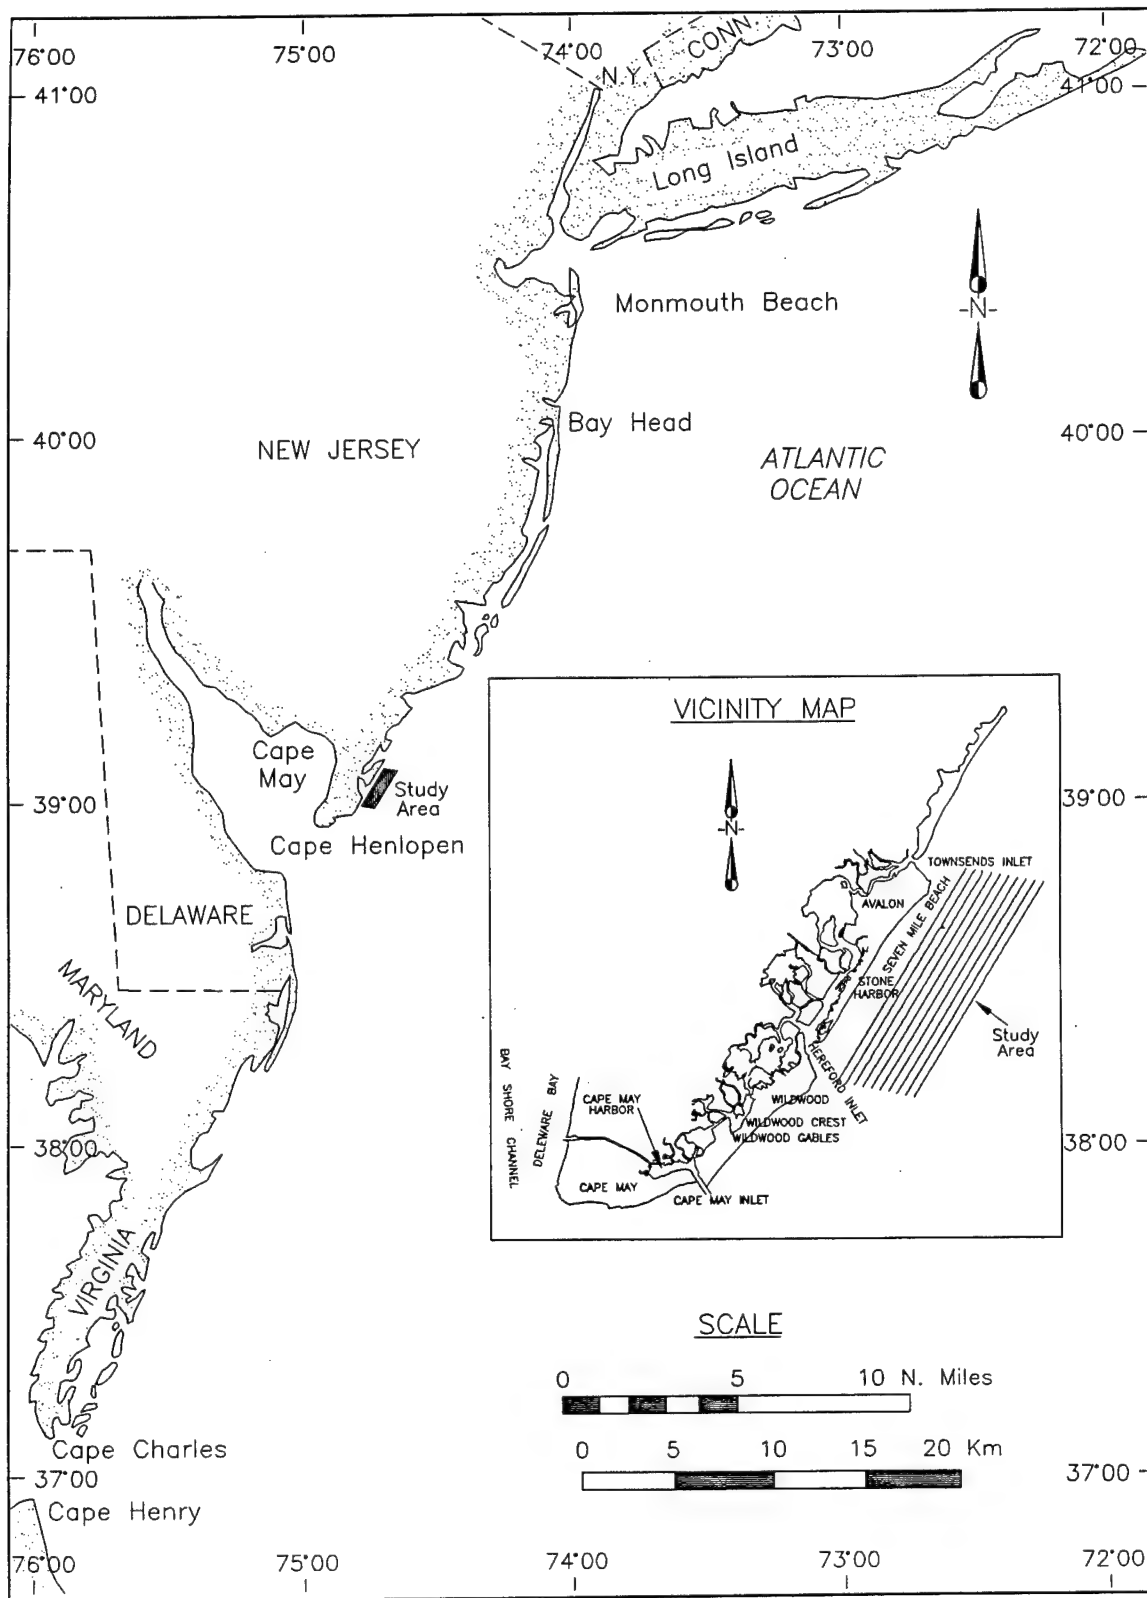 76°00 75°00 74°00 73°00 72°00
N.Y. CONN.
41°00 41°00
Long Island
-N-
Monmouth Beach
Bay Head
40°00 40°00
NEW JERSEY
ATLANTIC
OCEAN
Cape
May
Study
Area
39°00 39°00
Cape Henlopen
DELAWARE
MARYLAND
38°00 38°00
VIRGINIA
Cape Charles
37°00 37°00
Cape Henry
76°00 75°00 74°00 73°00 72°00
VICINITY MAP
-N-
TOWNSENDS INLET
AVALON
SEVEN MILE BEACH
STONE
HARBOR
Study
Area
HEREFORD INLET
WILDWOOD
WILDWOOD CREST
WILDWOOD GABLES
CAPE MAY
HARBOR
BAY SHORE CHANNEL
DELEWARE BAY
CAPE MAY
CAPE MAY INLET
SCALE
0 5 10 N. Miles
0 5 10 15 20 Km